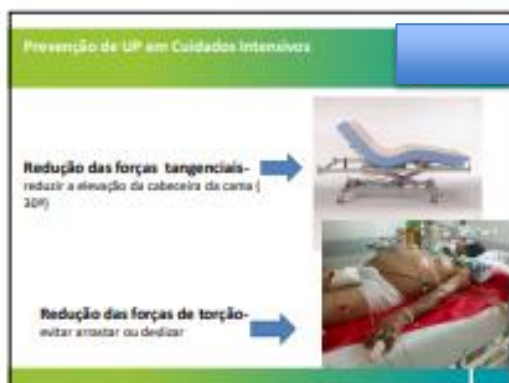 Prevenção de UP em Cuidados Intensivos
Redução das forças tangenciais-
reduzir a elevação da cabeceira da cama (
30º)
Redução das forças de torção-
evitar arrastar ou deslizar